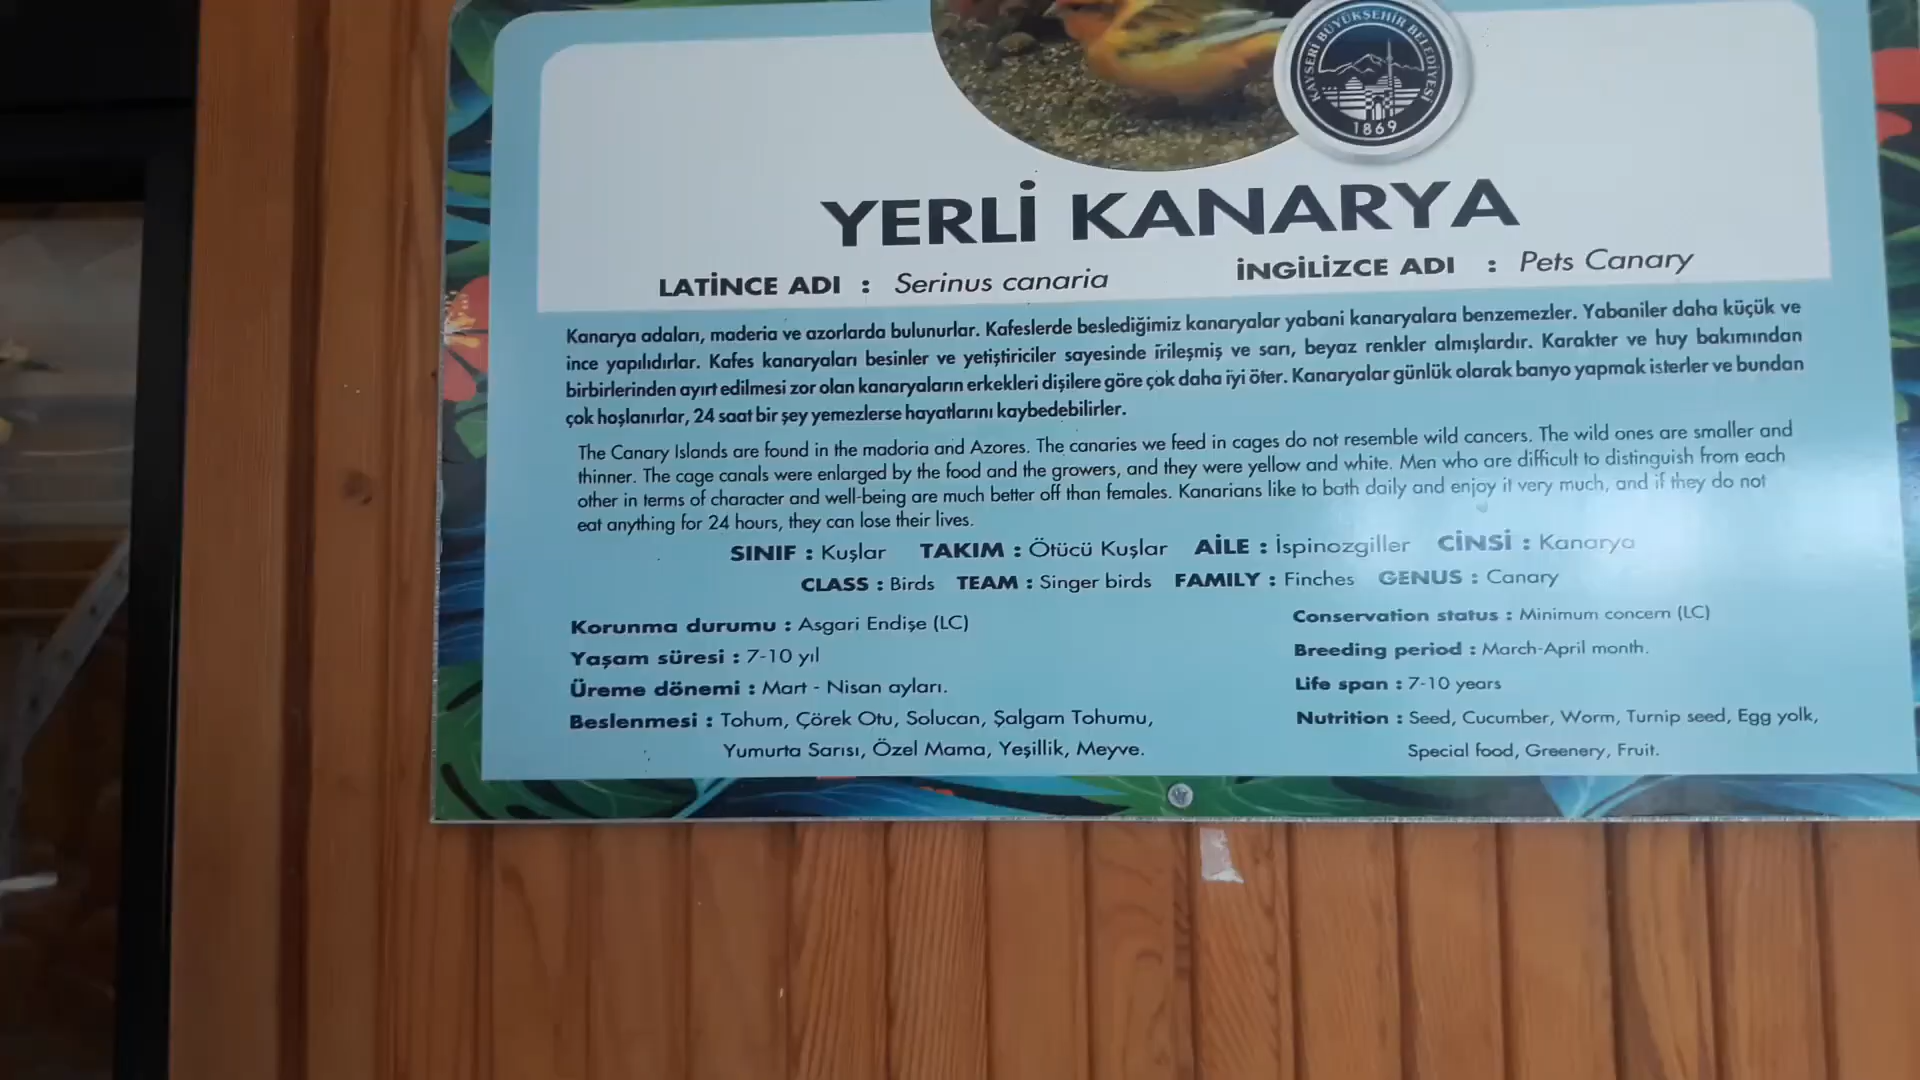 KAYSERİ BÜYÜKŞEHİR BELEDİYESİ
1869
YERLİ KANARYA
LATİNCE ADI : Serinus canaria
İNGİLİZCE ADI : Pets Canary
Kanarya adaları, maderia ve azorlarda bulunurlar. Kafeslerde beslediğimiz kanaryalar yabani kanaryalara benzemezler. Yabaniler daha küçük ve
ince yapılıdırlar. Kafes kanaryaları besinler ve yetiştiriciler sayesinde irileşmiş ve sarı, beyaz renkler almışlardır. Karakter ve huy bakımından
birbirlerinden ayırt edilmesi zor olan kanaryaların erkekleri dişilere göre çok daha iyi öter. Kanaryalar günlük olarak banyo yapmak isterler ve bundan
çok hoşlanırlar, 24 saat bir şey yemezlerse hayatlarını kaybedebilirler.
The Canary Islands are found in the madoria and Azores. The canaries we feed in cages do not resemble wild cancers. The wild ones are smaller and
thinner. The cage canals were enlarged by the food and the growers, and they were yellow and white. Men who are difficult to distinguish from each
other in terms of character and well-being are much better off than females. Kanarians like to bath daily and enjoy it very much, and if they do not
eat anything for 24 hours, they can lose their lives.
SINIF : Kuşlar TAKIM : Ötücü Kuşlar AİLE : İspinozgiller CİNSİ : Kanarya
CLASS : Birds TEAM : Singer birds FAMILY : Finches GENUS : Canary
Korunma durumu : Asgari Endişe (LC)
Yaşam süresi : 7-10 yıl
Üreme dönemi : Mart - Nisan ayları.
Beslenmesi : Tohum, Çörek Otu, Solucan, Şalgam Tohumu,
Yumurta Sarısı, Özel Mama, Yeşillik, Meyve.
Conservation status : Minimum concern (LC)
Breeding period : March-April month.
Life span : 7-10 years
Nutrition : Seed, Cucumber, Worm, Turnip seed, Egg yolk,
Special food, Greenery, Fruit.